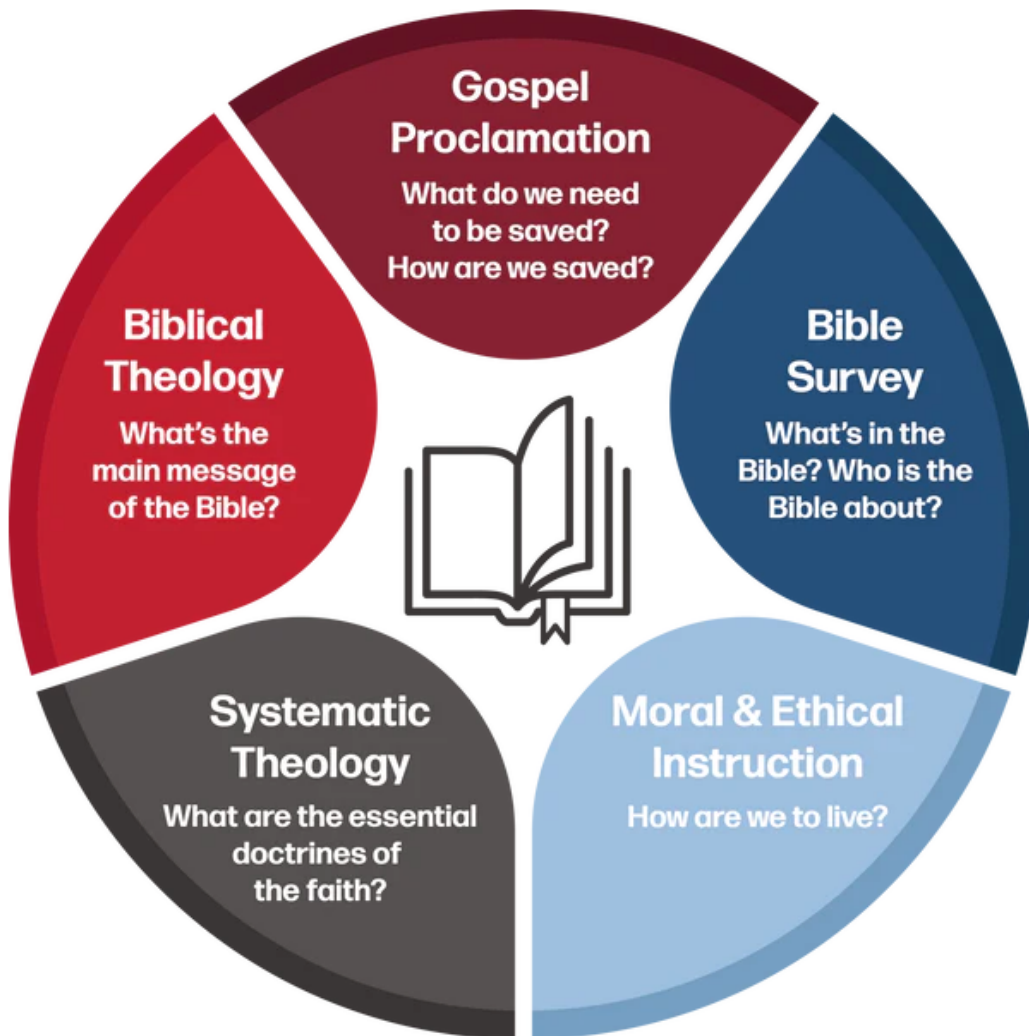 Gospel
Proclamation
What do we need
to be saved?
How are we saved?
Bible
Survey
What's in the
Bible? Who is the
Bible about?
Moral & Ethical
Instruction
How are we to live?
Systematic
Theology
What are the essential
doctrines of
the faith?
Biblical
Theology
What's the
main message
of the Bible?